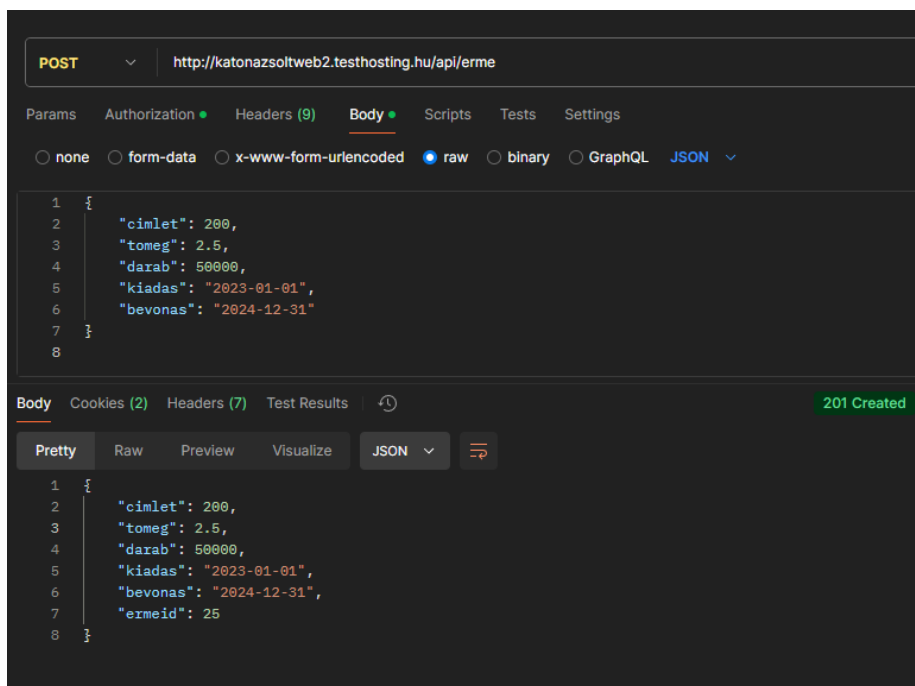 POST http://katonazsoltweb2.testhosting.hu/api/erme
Params Authorization Headers (9) Body Scripts Tests Settings
none form-data x-www-form-urlencoded raw binary GraphQL JSON
1 {
2 "cimlet": 200,
3 "tomeg": 2.5,
4 "darab": 50000,
5 "kiadas": "2023-01-01",
6 "bevonas": "2024-12-31"
7 }
8
Body Cookies (2) Headers (7) Test Results 201 Created
Pretty Raw Preview Visualize JSON
1 {
2 "cimlet": 200,
3 "tomeg": 2.5,
4 "darab": 50000,
5 "kiadas": "2023-01-01",
6 "bevonas": "2024-12-31",
7 "ermeid": 25
8 }